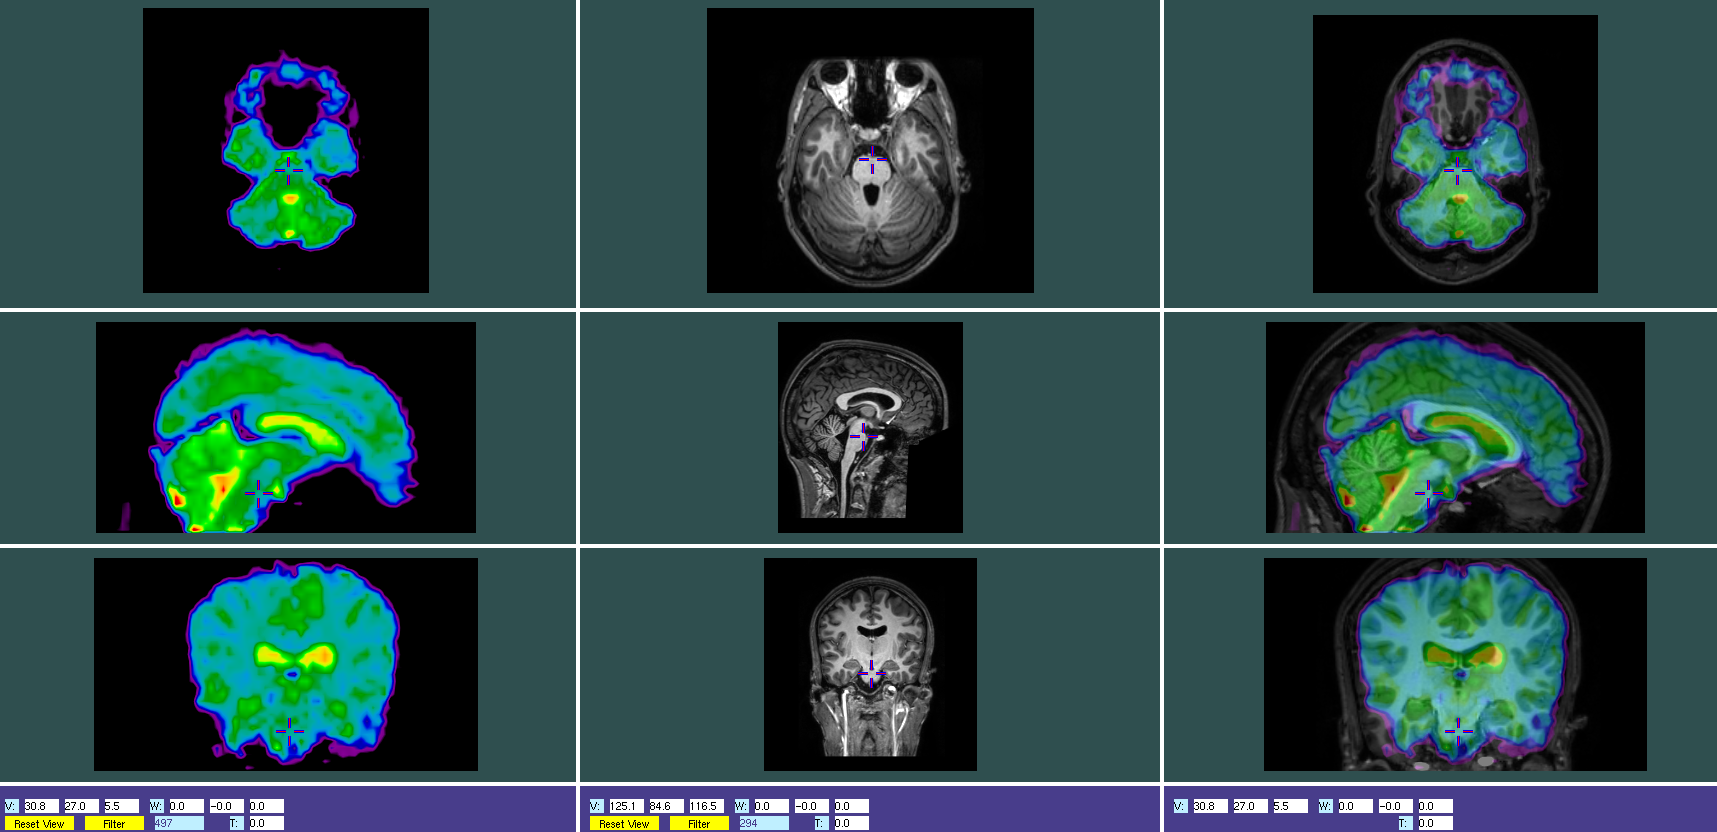 V: 30.8 27.0 5.5 W: 0.0 -0.0 0.0
Reset View Filter 497 T: 0.0
V: 125.1 84.6 116.5 W: 0.0 -0.0 0.0
Reset View Filter 294 T: 0.0
V: 30.8 27.0 5.5 W: 0.0 -0.0 0.0
T: 0.0